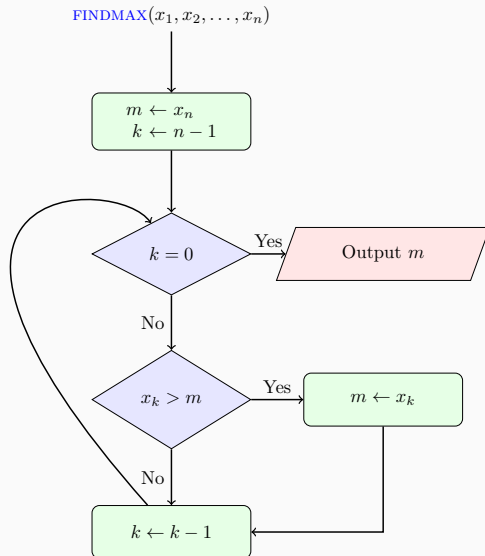 FINDMAX(x₁, x₂, . . . , xₙ)
m ← xₙ
k ← n − 1
k = 0
Yes
Output m
No
xₖ > m
Yes
m ← xₖ
No
k ← k − 1